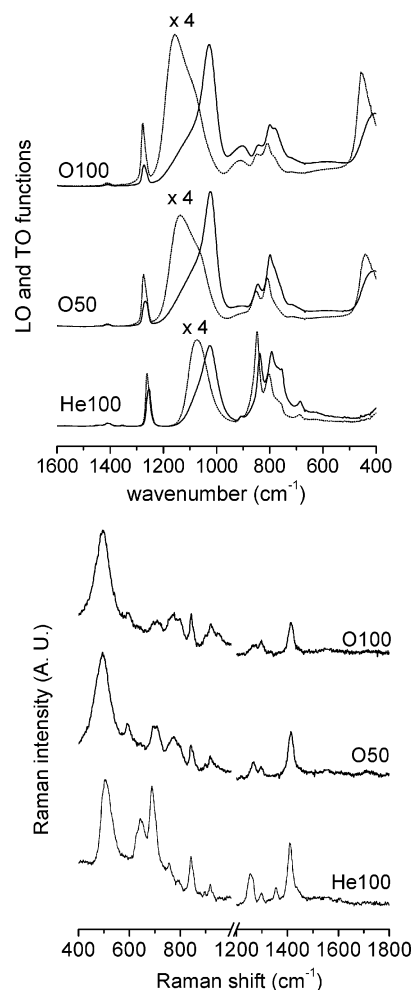 x 4
O100
x 4
O50
x 4
He100
LO and TO functions
1600 1400 1200 1000 800 600 400
wavenumber (cm-1)
O100
O50
He100
Raman intensity (A. U.)
400 600 800 1200 1400 1600 1800
Raman shift (cm-1)